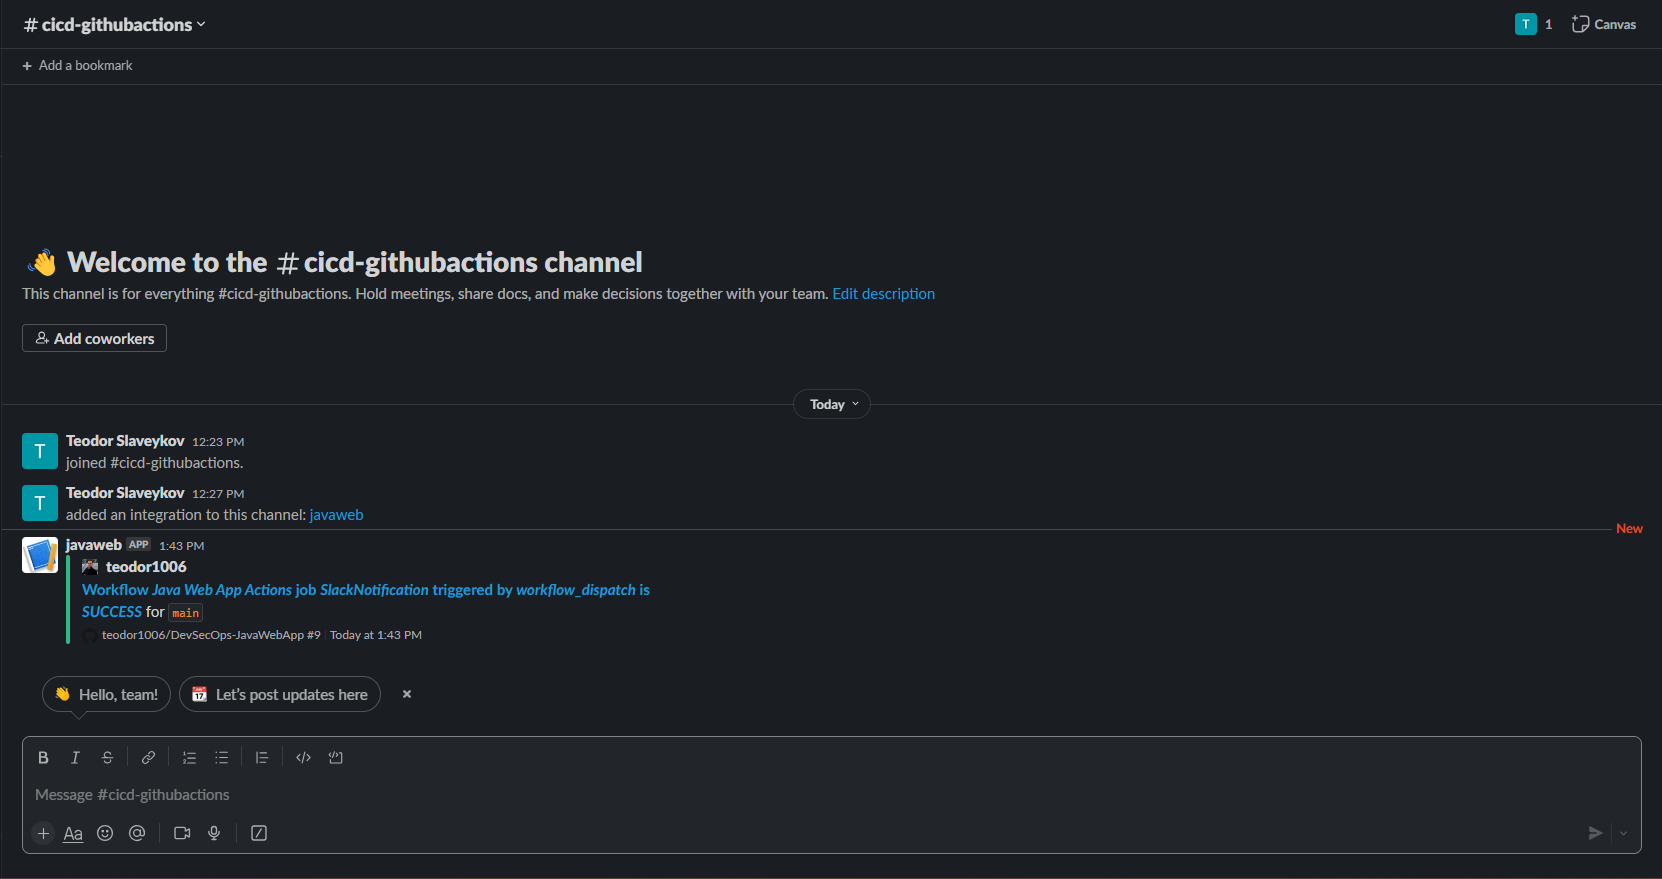 # cicd-githubactions
T 1 Canvas
+ Add a bookmark
👋 Welcome to the # cicd-githubactions channel
This channel is for everything #cicd-githubactions. Hold meetings, share docs, and make decisions together with your team. Edit description
Add coworkers
Today
T
Teodor Slaveykov 12:23 PM
joined #cicd-githubactions.
T
Teodor Slaveykov 12:27 PM
added an integration to this channel: javaweb
New
javaweb APP 1:43 PM
teodor1006
Workflow Java Web App Actions job SlackNotification triggered by workflow_dispatch is
SUCCESS for main
teodor1006/DevSecOps-JavaWebApp #9 | Today at 1:43 PM
👋 Hello, team!
📆 Let's post updates here
B I S
Message #cicd-githubactions
+ Aa @